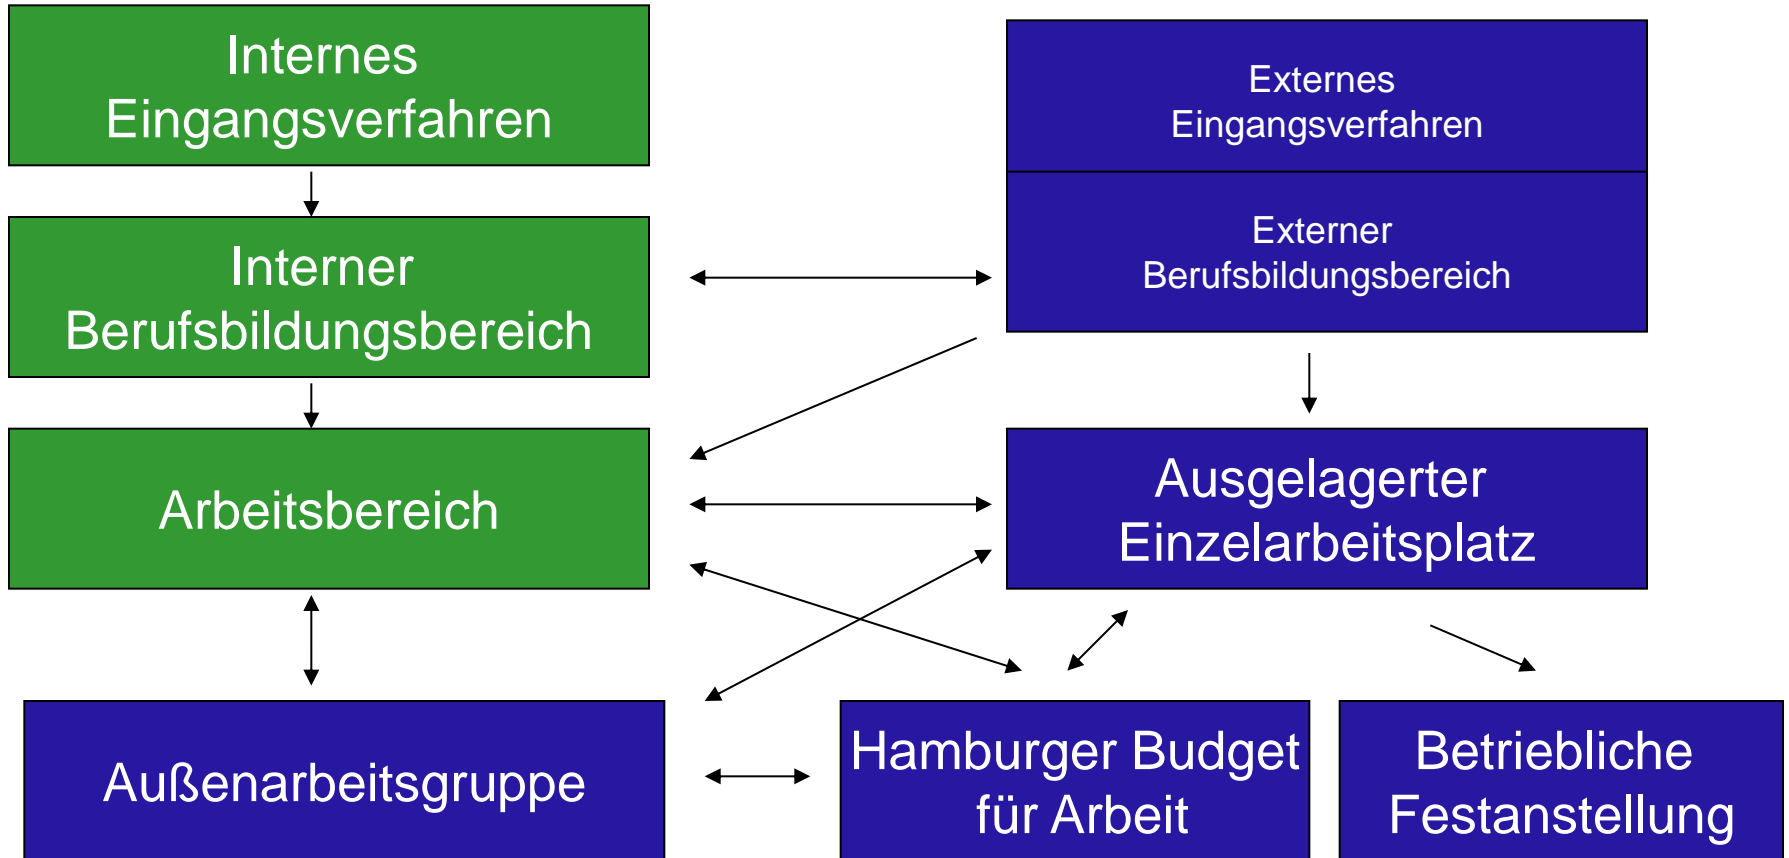 Internes
Eingangsverfahren
Externes
Eingangsverfahren
Interner
Berufsbildungsbereich
Externer
Berufsbildungsbereich
Arbeitsbereich
Ausgelagerter
Einzelarbeitsplatz
Außenarbeitsgruppe
Hamburger Budget
für Arbeit
Betriebliche
Festanstellung